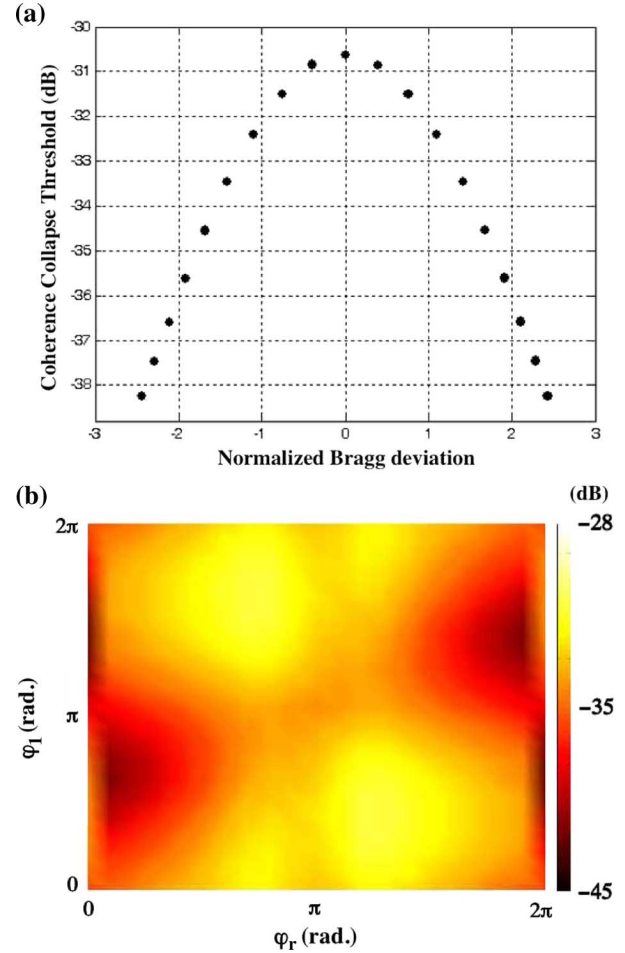 (a)
Coherence Collapse Threshold (dB)
-30
-31
-32
-33
-34
-35
-36
-37
-38
-3
-2
-1
0
1
2
3
Normalized Bragg deviation
(b)
(dB)
2π
π
0
φl (rad.)
0
π
2π
φr (rad.)
−28
−35
−45